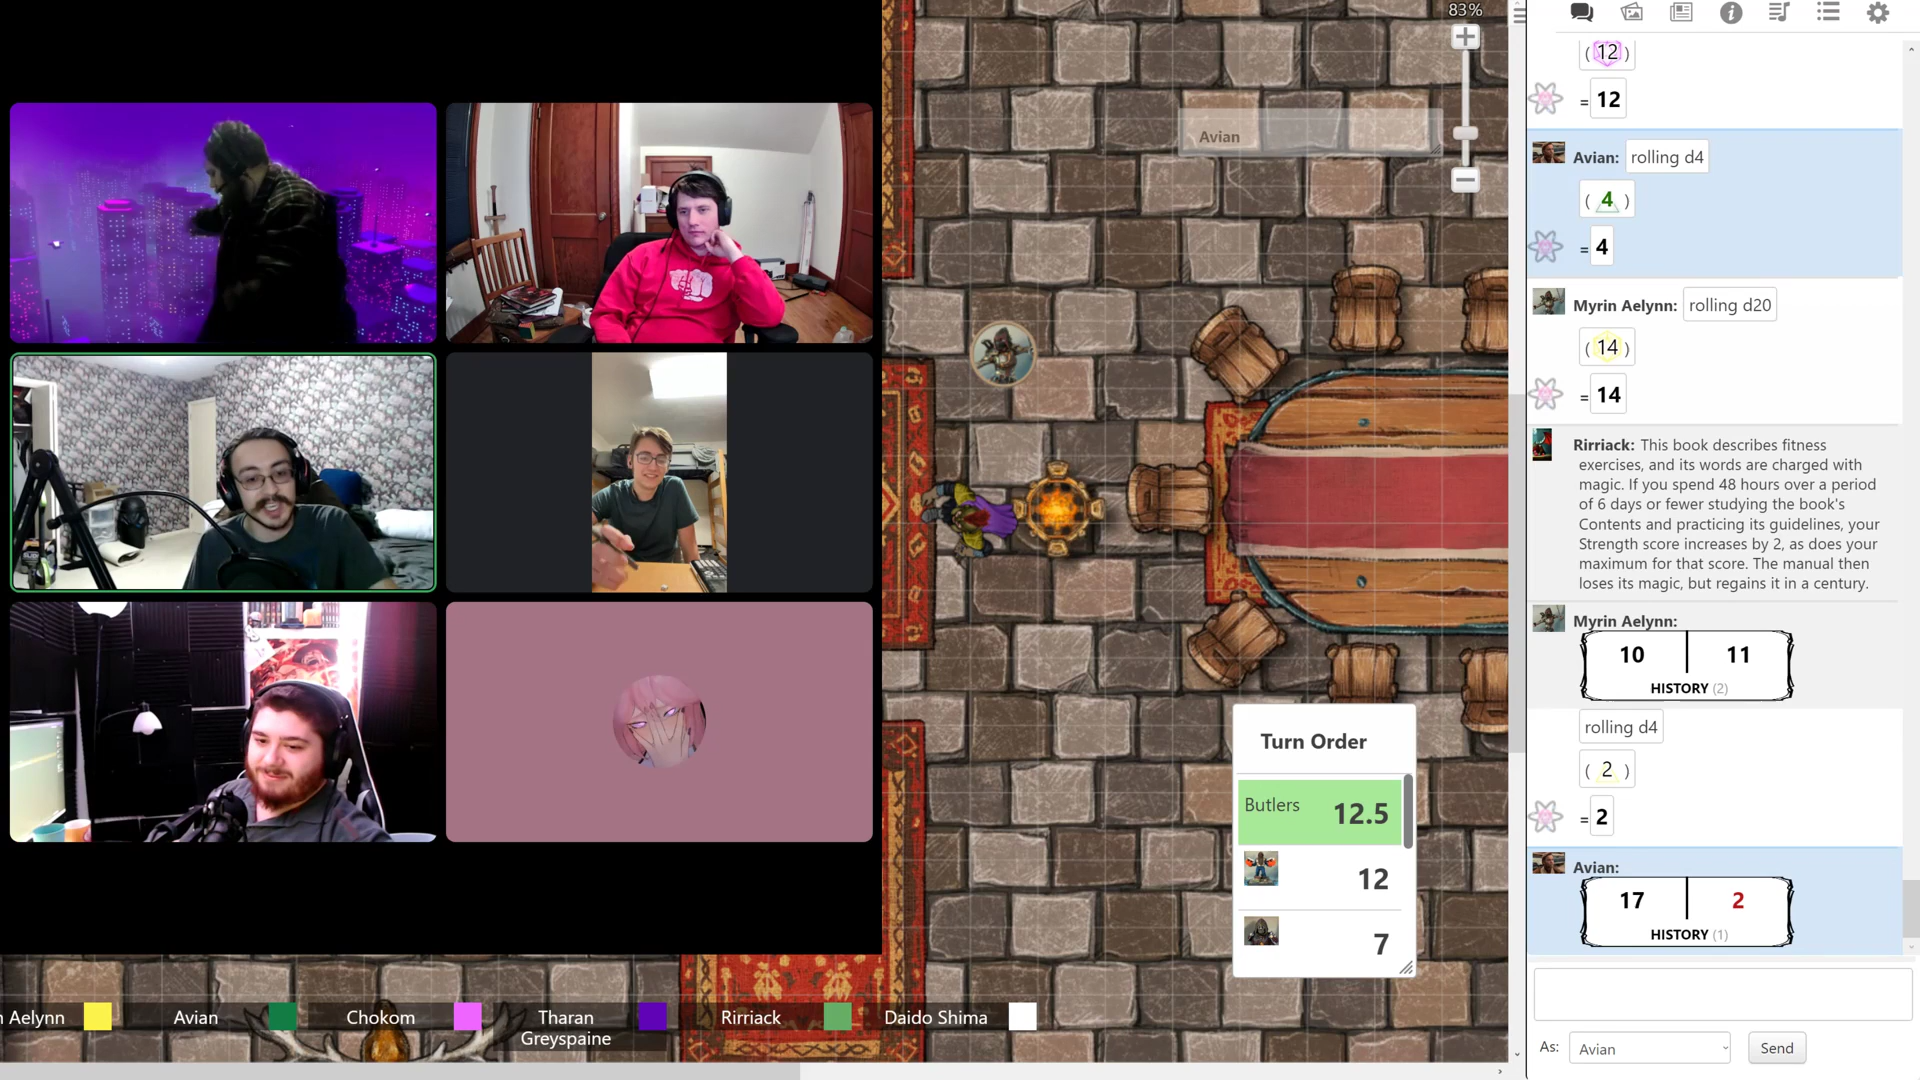 83%
Avian
( 12 )
= 12
Avian: rolling d4
( 4 )
= 4
Myrin Aelynn: rolling d20
( 14 )
= 14
Rirriack: This book describes fitness
exercises, and its words are charged with
magic. If you spend 48 hours over a period
of 6 days or fewer studying the book's
Contents and practicing its guidelines, your
Strength score increases by 2, as does your
maximum for that score. The manual then
loses its magic, but regains it in a century.
Myrin Aelynn:
10 11
HISTORY (2)
rolling d4
( 2 )
= 2
Avian:
17 2
HISTORY (1)
As: Avian Send
Turn Order
Butlers 12.5
12
7
n Aelynn
Avian
Chokom
Tharan
Greyspaine
Rirriack
Daido Shima